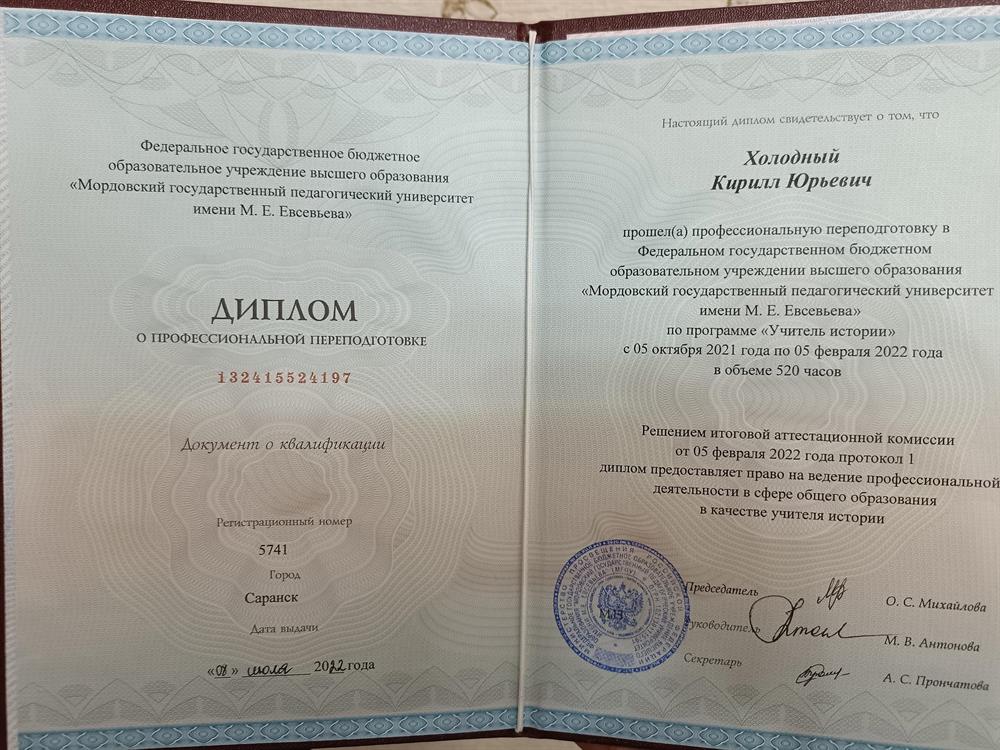 Федеральное государственное бюджетное
образовательное учреждение высшего образования
«Мордовский государственный педагогический университет
имени М. Е. Евсевьева»
ДИПЛОМ
О ПРОФЕССИОНАЛЬНОЙ ПЕРЕПОДГОТОВКЕ
132415524197
Документ о квалификации
Регистрационный номер
5741
Город
Саранск
Дата выдачи
«08» июля 2022 года
Настоящий диплом свидетельствует о том, что
Холодный
Кирилл Юрьевич
прошел(а) профессиональную переподготовку в
Федеральном государственном бюджетном
образовательном учреждении высшего образования
«Мордовский государственный педагогический университет
имени М. Е. Евсевьева»
по программе «Учитель истории»
с 05 октября 2021 года по 05 февраля 2022 года
в объеме 520 часов
Решением итоговой аттестационной комиссии
от 05 февраля 2022 года протокол 1
диплом предоставляет право на ведение профессиональной
деятельности в сфере общего образования
в качестве учителя истории
Председатель
О. С. Михайлова
Руководитель
М. В. Антонова
Секретарь
А. С. Прончатова